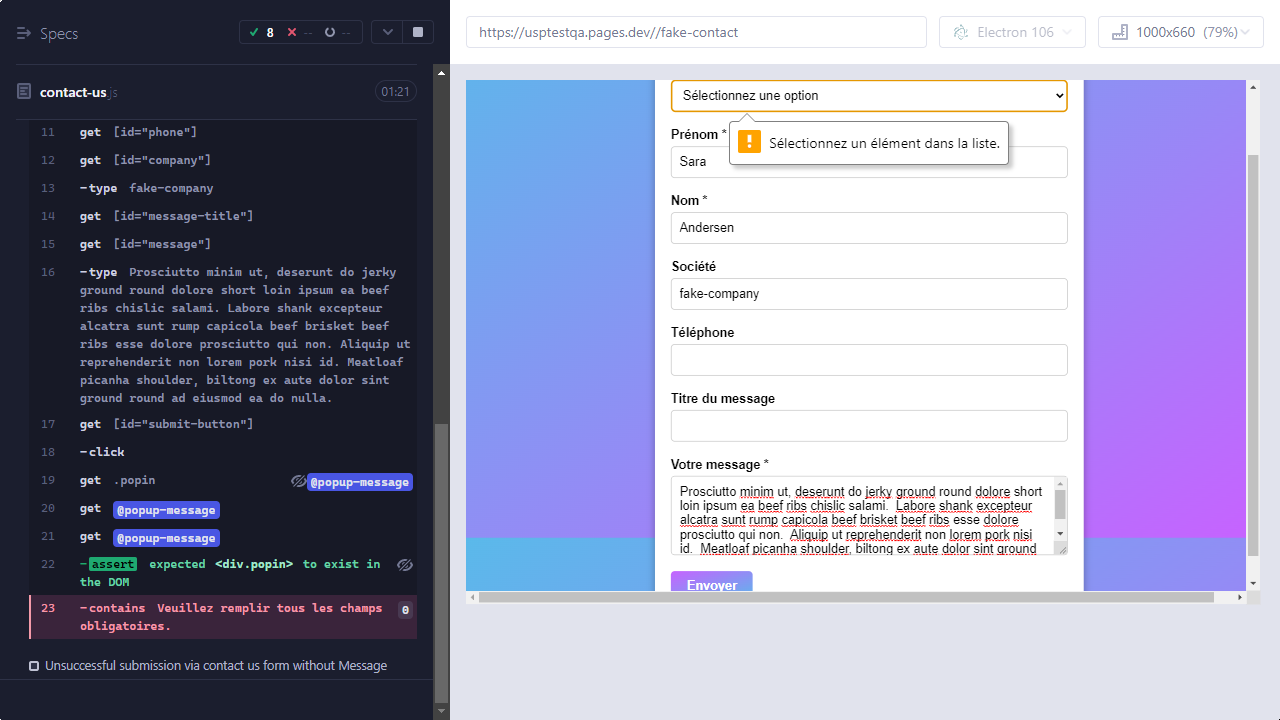 Specs
8
--
--
contact-us.js
01:21
11 get [id="phone"]
12 get [id="company"]
13 -type fake-company
14 get [id="message-title"]
15 get [id="message"]
16 -type Prosciutto minim ut, deserunt do jerky
ground round dolore short loin ipsum ea beef
ribs chislic salami. Labore shank excepteur
alcatra sunt rump capicola beef brisket beef
ribs esse dolore prosciutto qui non. Aliquip ut
reprehenderit non lorem pork nisi id. Meatloaf
picanha shoulder, biltong ex aute dolor sint
ground round ad eiusmod ea do nulla.
17 get [id="submit-button"]
18 -click
19 get .popin @popup-message
20 get @popup-message
21 get @popup-message
22 -assert expected <div.popin> to exist in
the DOM
23 -contains Veuillez remplir tous les champs
obligatoires. 0
Unsuccessful submission via contact us form without Message
https://usptestqa.pages.dev//fake-contact
Electron 106
1000x660 (79%)
Sélectionnez une option
Sélectionnez un élément dans la liste.
Prénom *
Sara
Nom *
Andersen
Société
fake-company
Téléphone
Titre du message
Votre message *
Prosciutto minim ut, deserunt do jerky ground round dolore short
loin ipsum ea beef ribs chislic salami.  Labore shank excepteur
alcatra sunt rump capicola beef brisket beef ribs esse dolore
prosciutto qui non.  Aliquip ut reprehenderit non lorem pork nisi
id.  Meatloaf picanha shoulder, biltong ex aute dolor sint ground
Envoyer